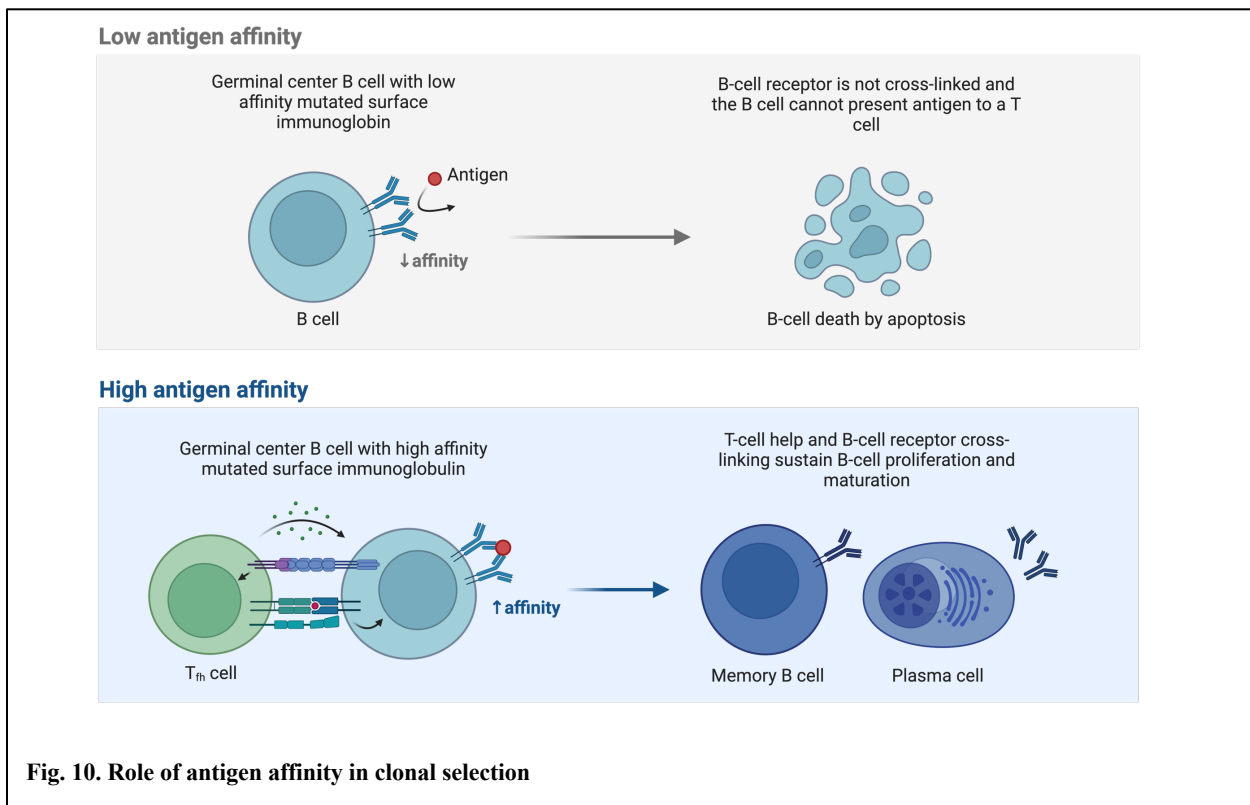 Low antigen affinity
Germinal center B cell with low
affinity mutated surface
immunoglobin
B-cell receptor is not cross-linked and
the B cell cannot present antigen to a T
cell
Antigen
↓affinity
B cell
B-cell death by apoptosis
High antigen affinity
Germinal center B cell with high affinity
mutated surface immunoglobulin
T-cell help and B-cell receptor cross-
linking sustain B-cell proliferation and
maturation
↑affinity
Tfh cell
Memory B cell
Plasma cell
Fig. 10. Role of antigen affinity in clonal selection